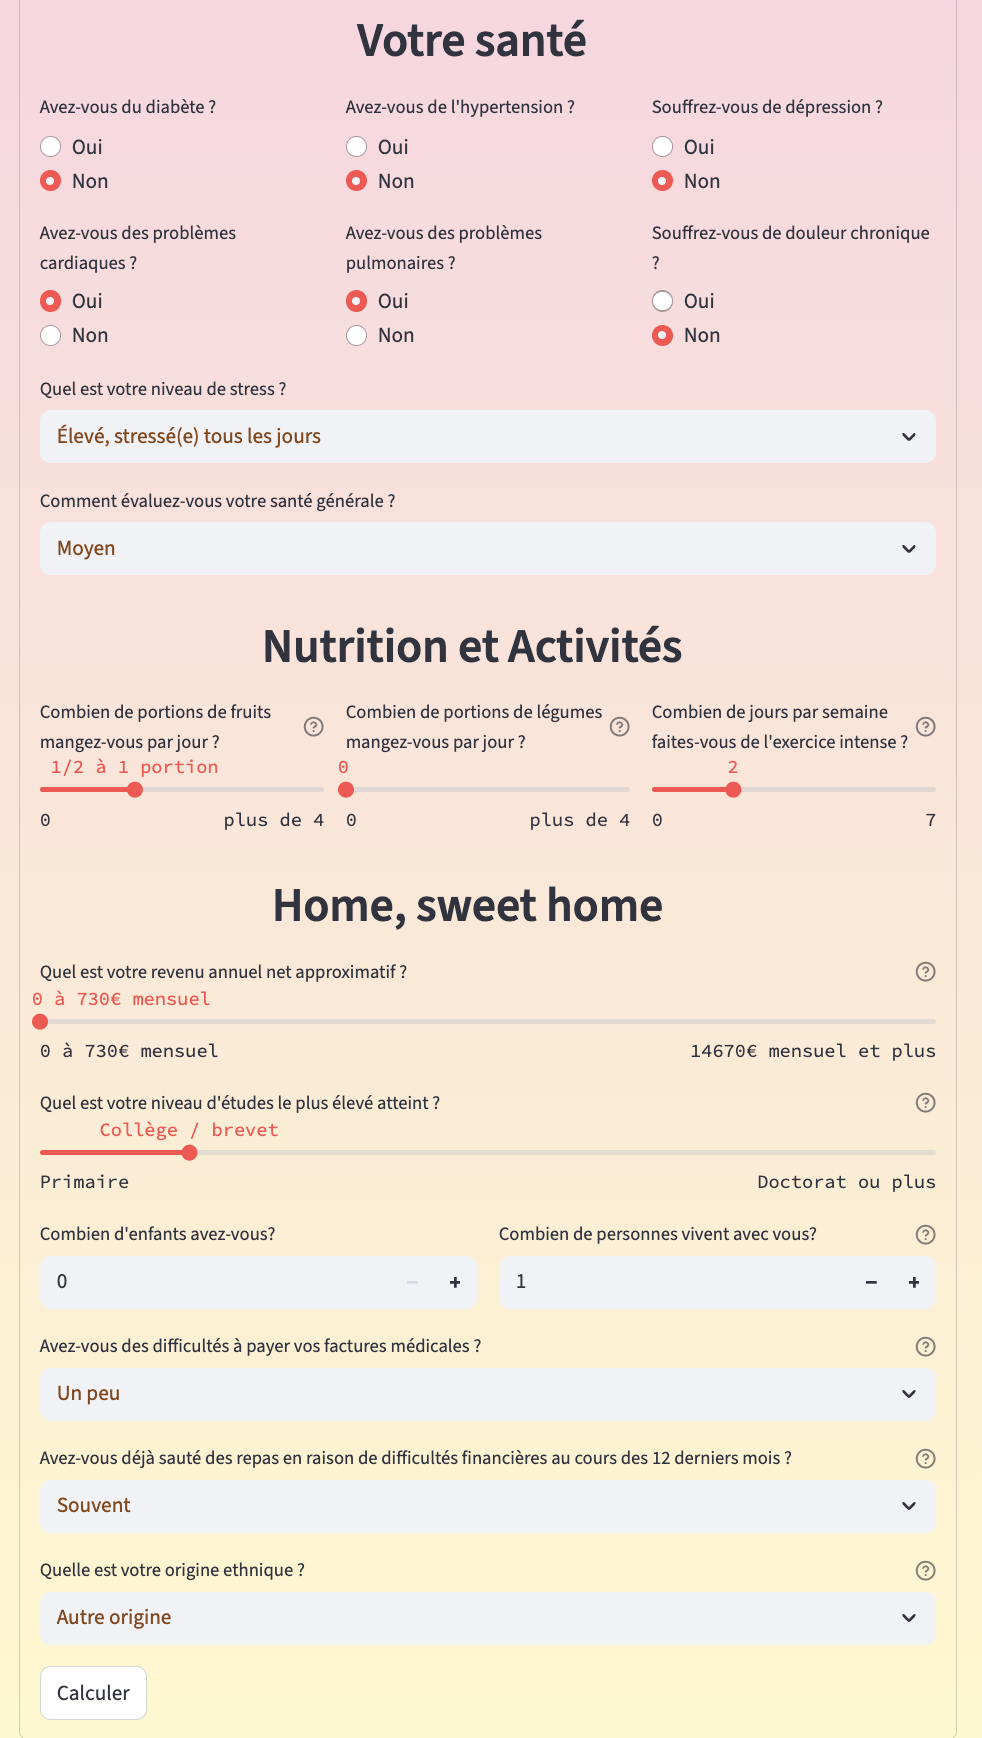 Votre santé
Avez-vous du diabète ?
Oui
Non
Avez-vous de l'hypertension ?
Oui
Non
Souffrez-vous de dépression ?
Oui
Non
Avez-vous des problèmes
cardiaques ?
Oui
Non
Avez-vous des problèmes
pulmonaires ?
Oui
Non
Souffrez-vous de douleur chronique
?
Oui
Non
Quel est votre niveau de stress ?
Élevé, stressé(e) tous les jours
Comment évaluez-vous votre santé générale ?
Moyen
Nutrition et Activités
Combien de portions de fruits
mangez-vous par jour ?
1/2 à 1 portion
0 plus de 4
Combien de portions de légumes
mangez-vous par jour ?
0
0 plus de 4
Combien de jours par semaine
faites-vous de l'exercice intense ?
2
0 7
Home, sweet home
Quel est votre revenu annuel net approximatif ?
0 à 730€ mensuel
0 à 730€ mensuel 14670€ mensuel et plus
Quel est votre niveau d'études le plus élevé atteint ?
Collège / brevet
Primaire Doctorat ou plus
Combien d'enfants avez-vous?
0
Combien de personnes vivent avec vous?
1
Avez-vous des difficultés à payer vos factures médicales ?
Un peu
Avez-vous déjà sauté des repas en raison de difficultés financières au cours des 12 derniers mois ?
Souvent
Quelle est votre origine ethnique ?
Autre origine
Calculer